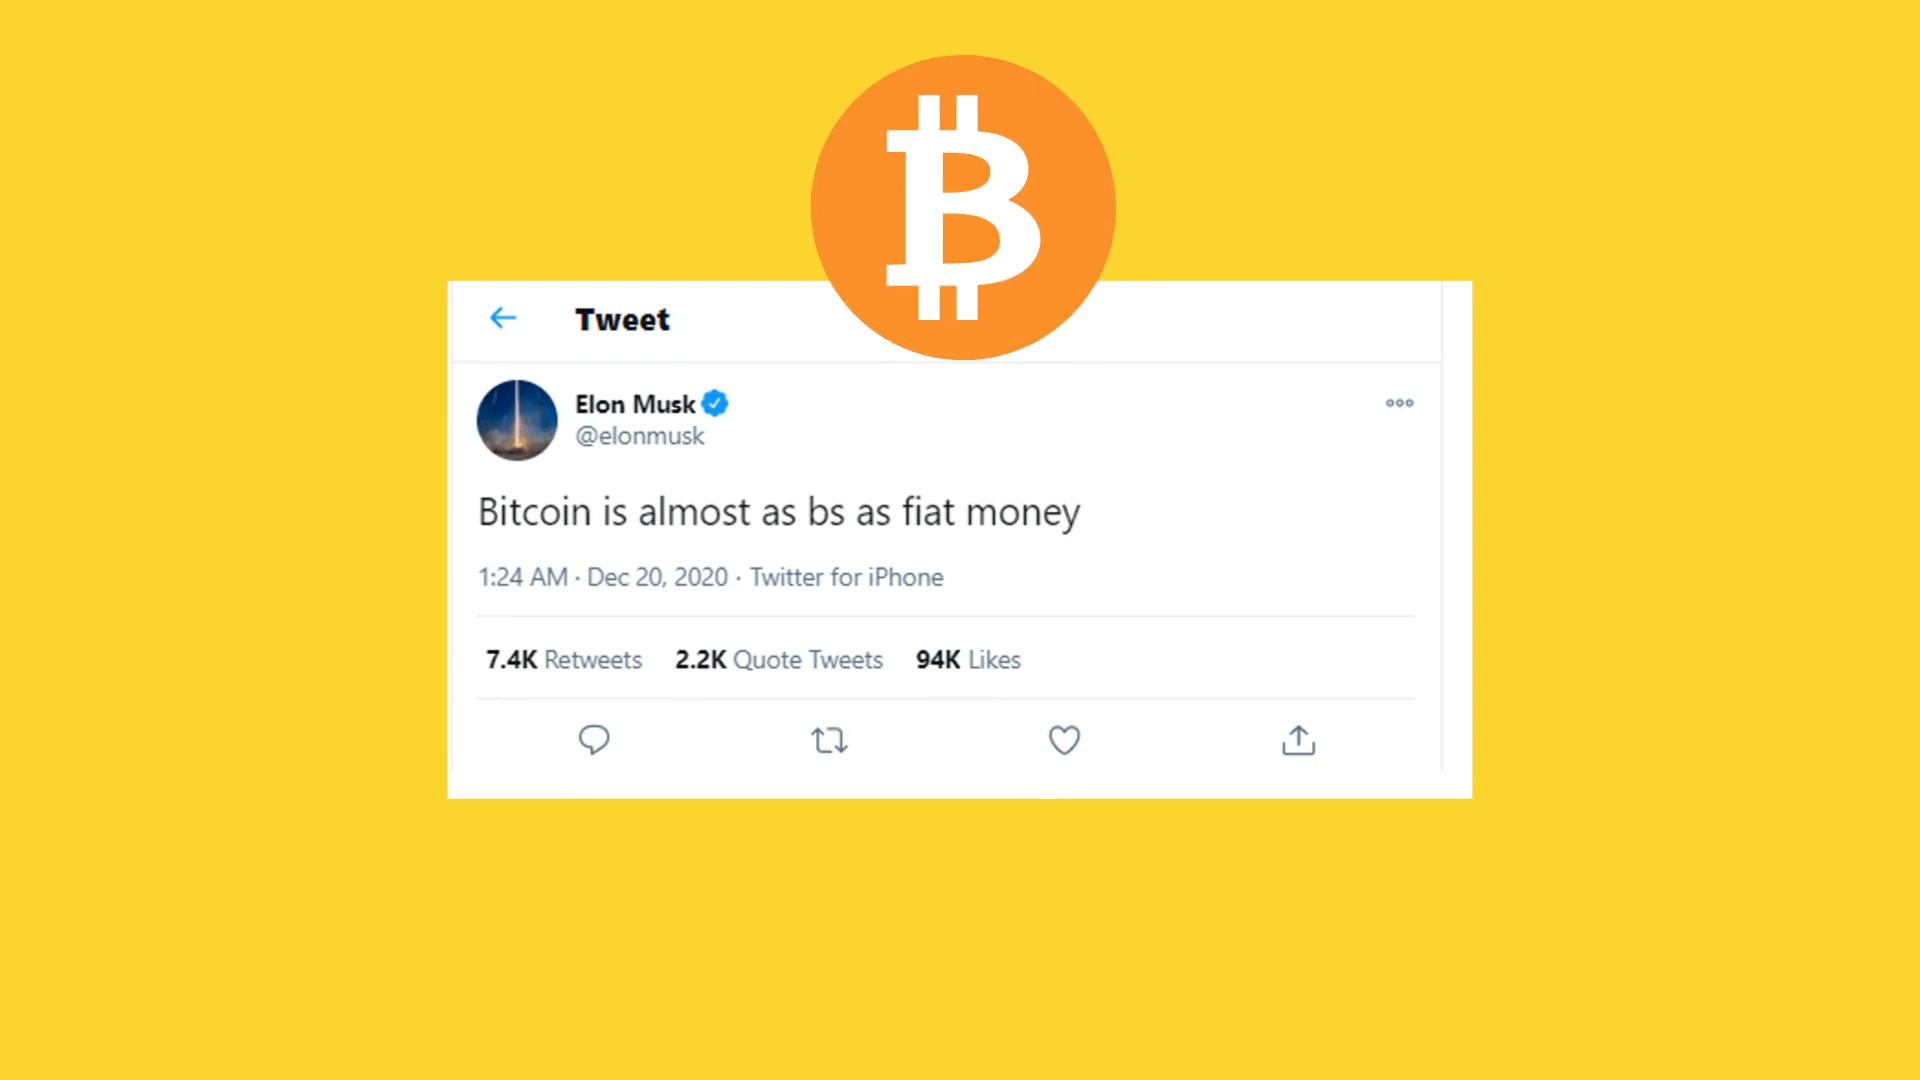 Tweet
Elon Musk
@elonmusk
Bitcoin is almost as bs as fiat money
1:24 AM · Dec 20, 2020 · Twitter for iPhone
7.4K Retweets 2.2K Quote Tweets 94K Likes